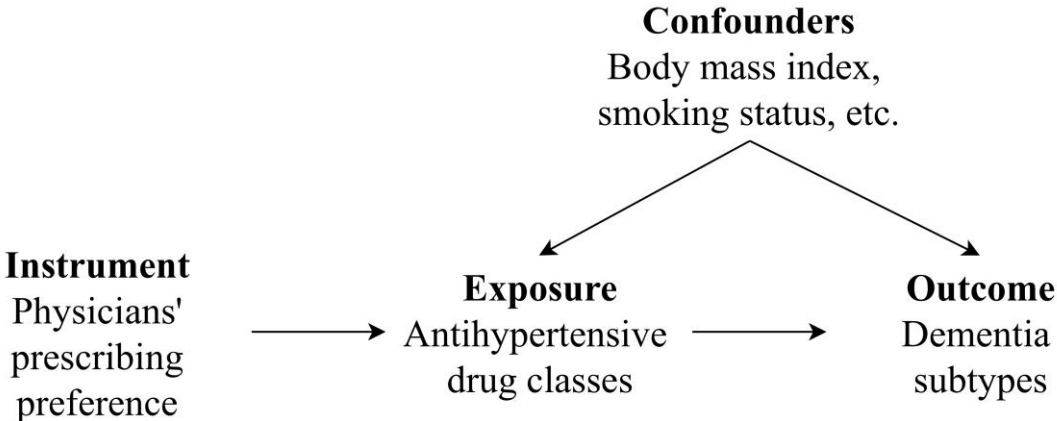 Confounders
Body mass index,
smoking status, etc.
Instrument
Physicians'
prescribing
preference
Exposure
Antihypertensive
drug classes
Outcome
Dementia
subtypes